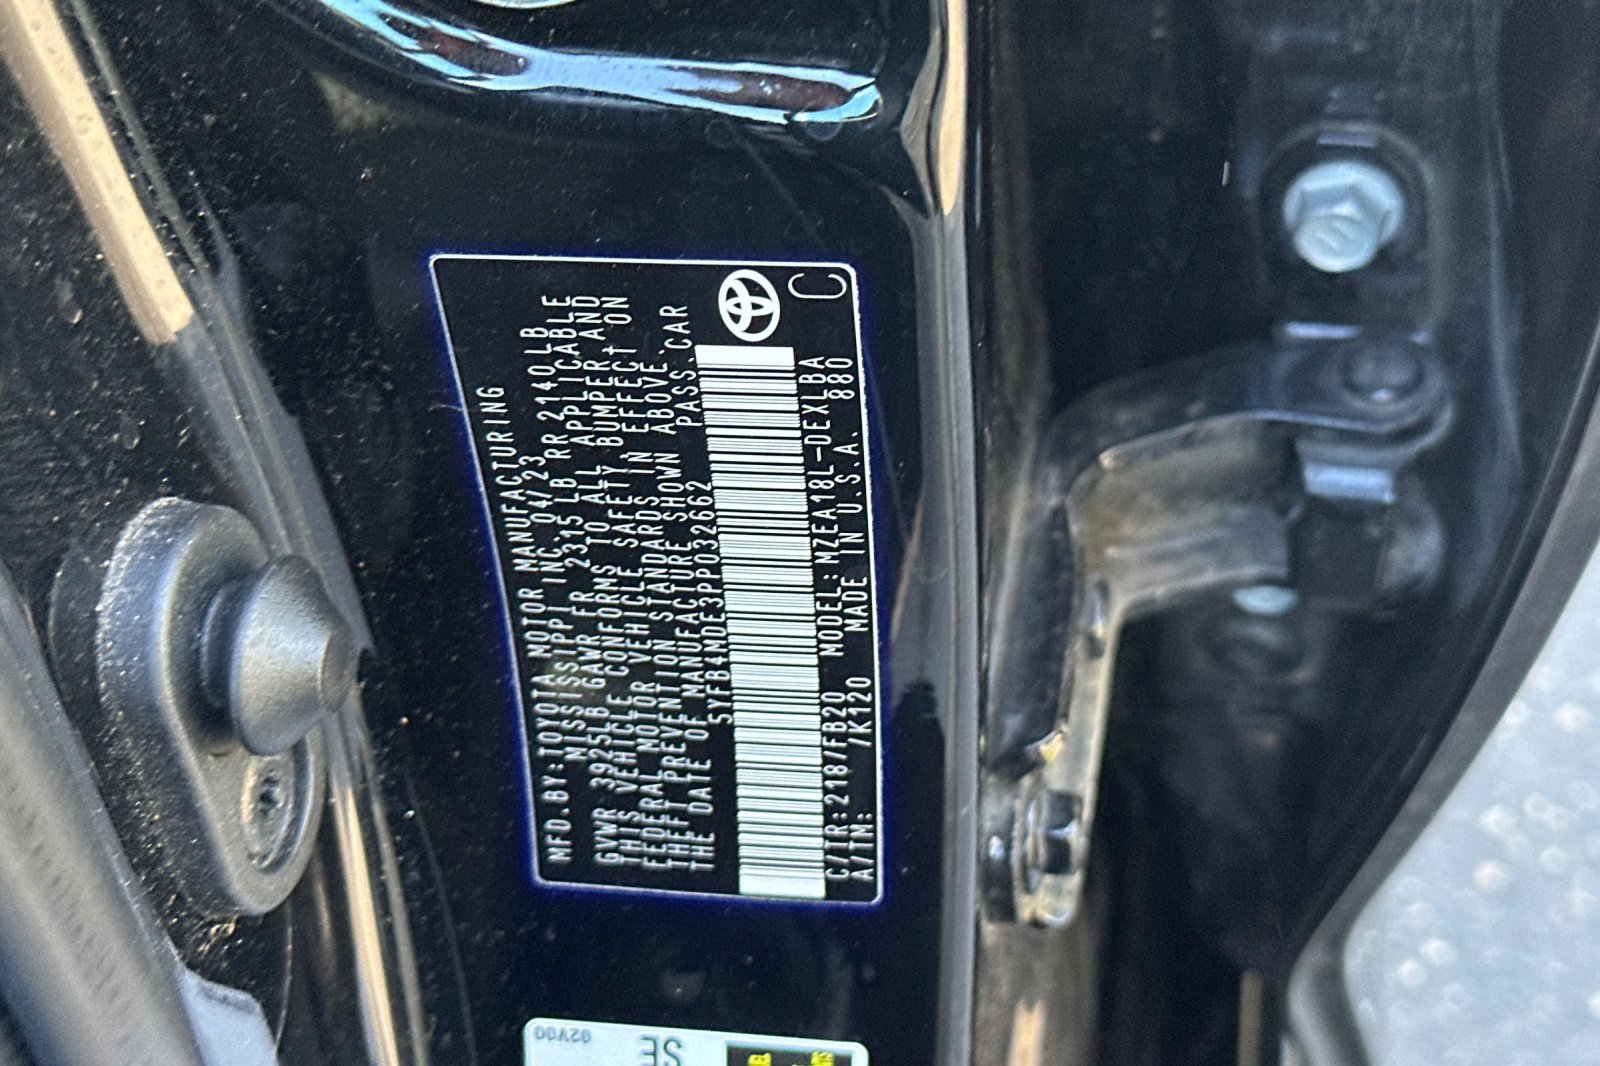 MFD.BY:TOYOTA MOTOR MANUFACTURING
MISSISSIPPI INC. 04/23
GVWR 3925LB GAWR FR 2315 LB RR 2140LB
THIS VEHICLE CONFORMS TO ALL APPLICABLE
FEDERAL MOTOR VEHICLE SAFETY, BUMPER, AND
THEFT PREVENTION STANDARDS IN EFFECT ON
THE DATE OF MANUFACTURE SHOWN ABOVE.
5YFB4MDE3PP032662 PASS.CAR
C/TR:218/FB20 MODEL:MZEA18L-DEXLBA
A/TM: /K120 MADE IN U.S.A. 880
C
02A00
SE